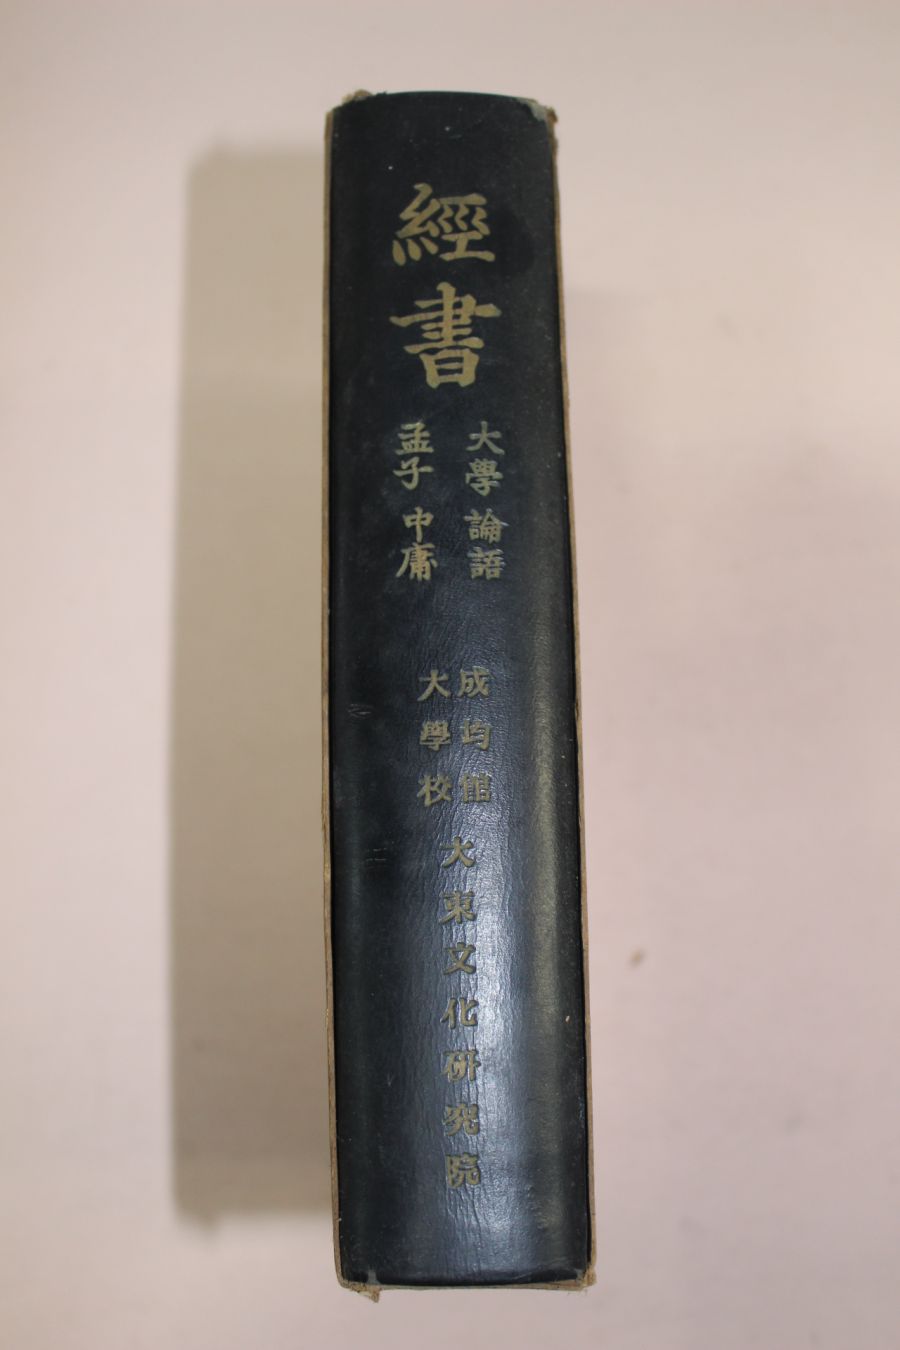 經書
大學 論語
孟子 中庸
成均館
大學校
大東文化硏究院